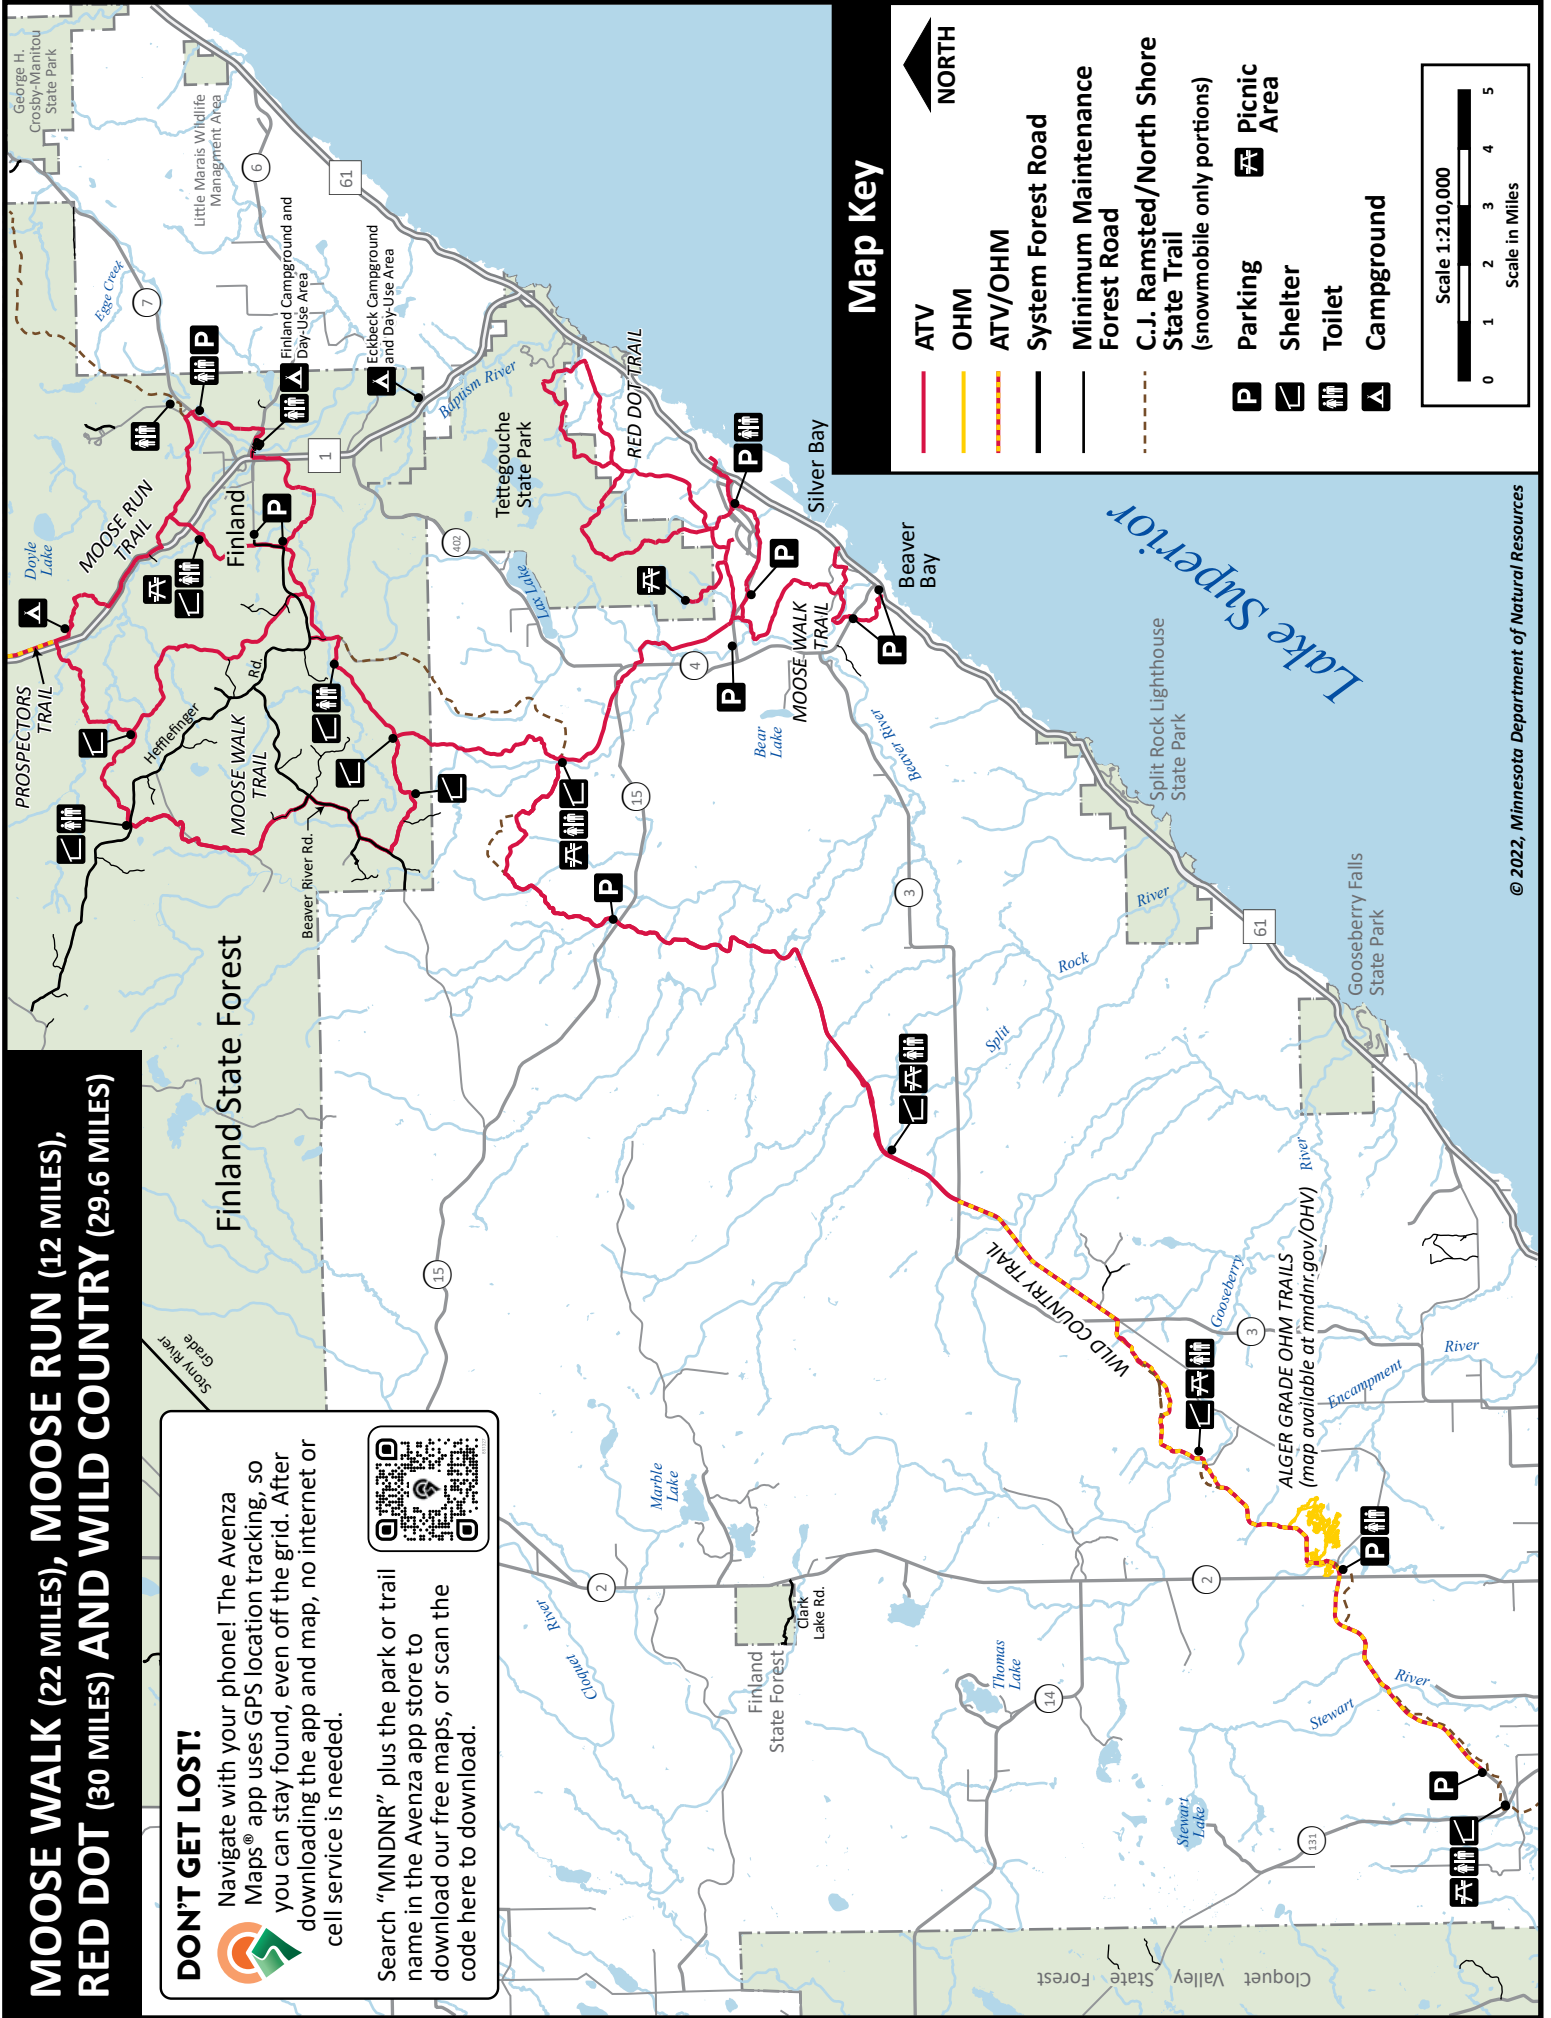 MOOSE WALK (22 MILES), MOOSE RUN (12 MILES),
RED DOT (30 MILES) AND WILD COUNTRY (29.6 MILES)
DON'T GET LOST!
Navigate with your phone! The Avenza
Maps® app uses GPS location tracking, so
you can stay found, even off the grid. After
downloading the app and map, no internet or
cell service is needed.
Search “MNDNR” plus the park or trail
name in the Avenza app store to
download our free maps, or scan the
code here to download.
Stony River
Grade
Finland State Forest
PROSPECTORS
TRAIL
Doyle
Lake
MOOSE RUN
TRAIL
Hefflefinger
Rd.
MOOSE WALK
TRAIL
Beaver River Rd.
Finland
P
1
George H.
Crosby-Manitou
State Park
Egge Creek
7
P
Little Marais Wildlife
Managment Area
6
61
Finland Campground and
Day-Use Area
Eckbeck Campground
and Day-Use Area
Baptism River
402
Lax Lake
Tettegouche
State Park
RED DOT TRAIL
P
Silver Bay
P
Beaver
Bay
P
MOOSE WALK
TRAIL
P
4
Bear
Lake
Beaver River
15
P
15
3
Split Rock Lighthouse
State Park
Split
Rock
River
61
Gooseberry Falls
State Park
Lake Superior
WILD COUNTRY TRAIL
Gooseberry
River
3
ALGER GRADE OHM TRAILS
(map available at mndnr.gov/OHV)
Encampment
River
P
2
2
Marble
Lake
Cloquet
River
Clark
Lake Rd.
Finland
State Forest
Thomas
Lake
14
Stewart
River
Stewart
Lake
131
P
Cloquet Valley State Forest
Map Key
NORTH
ATV
OHM
ATV/OHM
System Forest Road
Minimum Maintenance
Forest Road
C.J. Ramsted/North Shore
State Trail
(snowmobile only portions)
P Parking
Shelter
Toilet
Campground
Picnic
Area
Scale 1:210,000
0 1 2 3 4 5
Scale in Miles
© 2022, Minnesota Department of Natural Resources